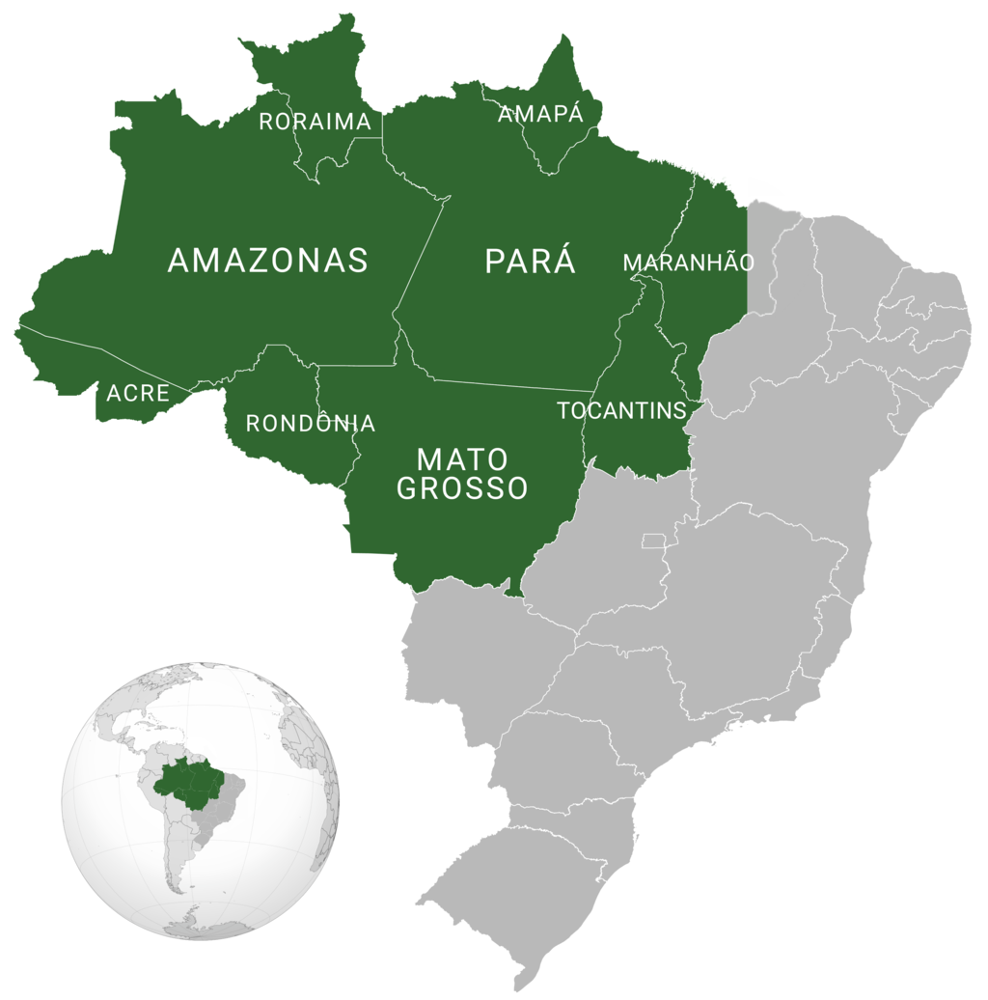 RORAIMA
AMAPÁ
AMAZONAS
PARÁ
MARANHÃO
ACRE
TOCANTINS
RONDÔNIA
MATO
GROSSO